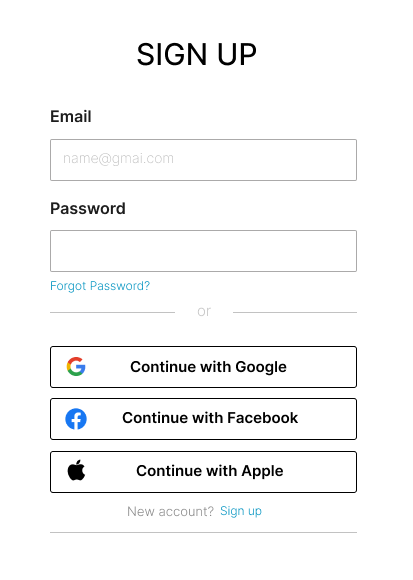 SIGN UP
Email
name@gmai.com
Password
Forgot Password?
or
Continue with Google
Continue with Facebook
Continue with Apple
New account? Sign up